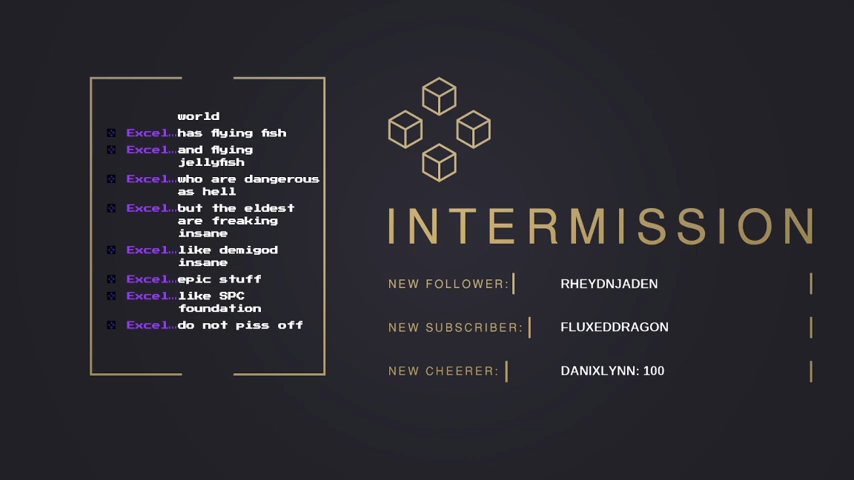 world
Excel...has flying fish
Excel...and flying
jellyfish
Excel...who are dangerous
as hell
Excel...but the eldest
are freaking
insane
Excel...like demigod
insane
Excel...epic stuff
Excel...like SPC
foundation
Excel...do not piss off
INTERMISSION
NEW FOLLOWER: RHEYDNJADEN
NEW SUBSCRIBER: FLUXEDDRAGON
NEW CHEERER: DANIXLYNN: 100